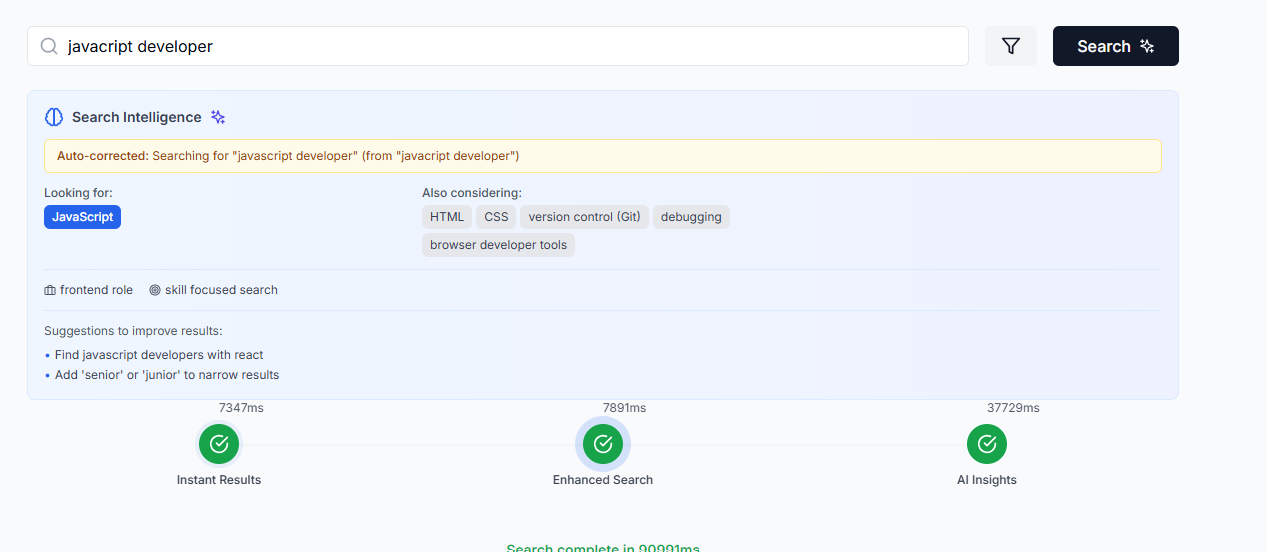 javacript developer
Search
Search Intelligence
Auto-corrected: Searching for "javascript developer" (from "javacript developer")
Looking for:
JavaScript
Also considering:
HTML CSS version control (Git) debugging
browser developer tools
frontend role skill focused search
Suggestions to improve results:
• Find javascript developers with react
• Add 'senior' or 'junior' to narrow results
7347ms 7891ms 37729ms
Instant Results Enhanced Search AI Insights
Search complete in 90991ms